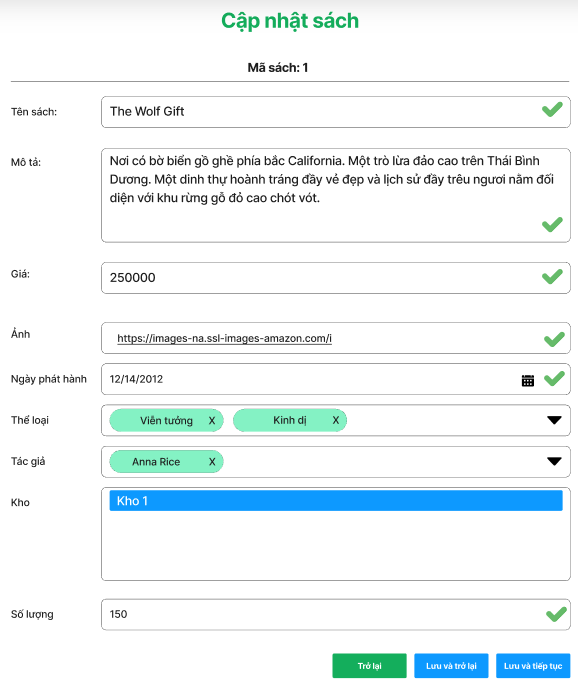 Cập nhật sách
Mã sách: 1
Tên sách:
The Wolf Gift
Mô tả:
Nơi có bờ biển gồ ghề phía bắc California. Một trò lừa đảo cao trên Thái Bình
Dương. Một dinh thự hoành tráng đầy vẻ đẹp và lịch sử đầy trêu ngươi nằm đối
diện với khu rừng gỗ đỏ cao chót vót.
Giá:
250000
Ảnh
https://images-na.ssl-images-amazon.com/i
Ngày phát hành
12/14/2012
Thể loại
Viễn tưởng X Kinh dị X
Tác giả
Anna Rice X
Kho
Kho 1
Số lượng
150
Trở lại Lưu và trở lại Lưu và tiếp tục